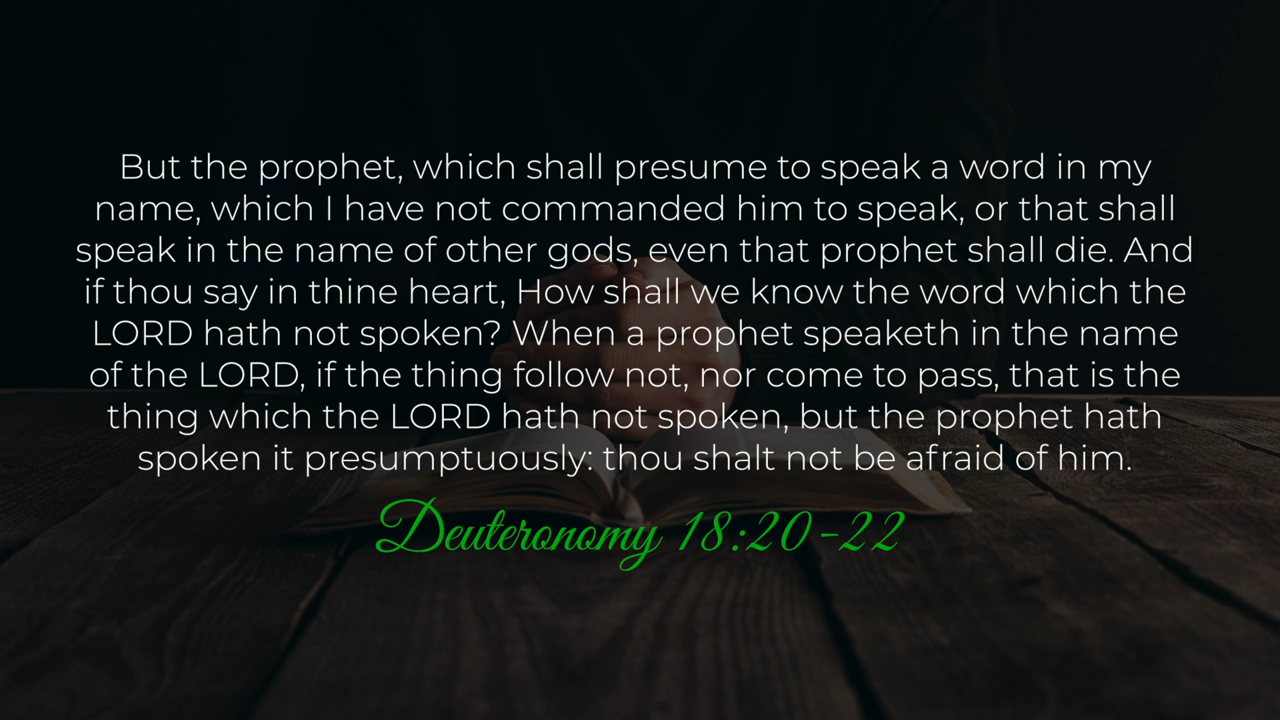 But the prophet, which shall presume to speak a word in my
name, which I have not commanded him to speak, or that shall
speak in the name of other gods, even that prophet shall die. And
if thou say in thine heart, How shall we know the word which the
LORD hath not spoken? When a prophet speaketh in the name
of the LORD, if the thing follow not, nor come to pass, that is the
thing which the LORD hath not spoken, but the prophet hath
spoken it presumptuously: thou shalt not be afraid of him.
Deuteronomy 18:20-22